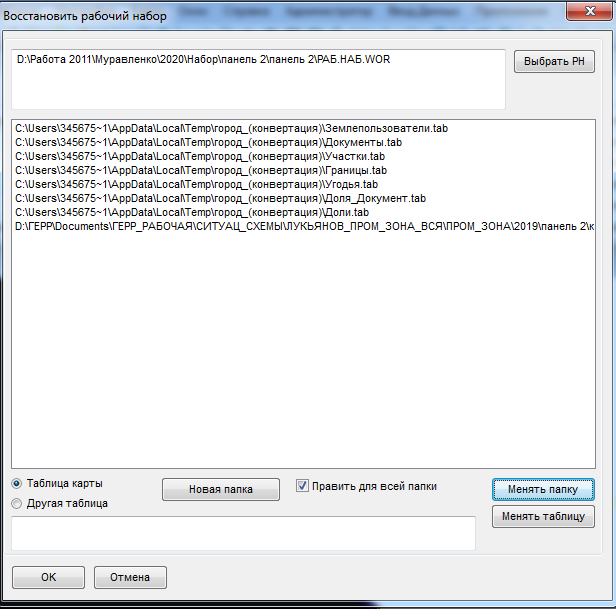 Восстановить рабочий набор
D:\Работа 2011\Муравленко\2020\Набор\панель 2\панель 2\РАБ.НАБ.WOR
Выбрать РН
C:\Users\345675~1\AppData\Local\Temp\город_(конвертация)\Землепользователи.tab
C:\Users\345675~1\AppData\Local\Temp\город_(конвертация)\Документы.tab
C:\Users\345675~1\AppData\Local\Temp\город_(конвертация)\Участки.tab
C:\Users\345675~1\AppData\Local\Temp\город_(конвертация)\Границы.tab
C:\Users\345675~1\AppData\Local\Temp\город_(конвертация)\Угодья.tab
C:\Users\345675~1\AppData\Local\Temp\город_(конвертация)\Доля_Документ.tab
C:\Users\345675~1\AppData\Local\Temp\город_(конвертация)\Доли.tab
D:\ГЕРР\Documents\ГЕРР_РАБОЧАЯ\СИТУАЦ_СХЕМЫ\ЛУКЬЯНОВ_ПРОМ_ЗОНА_ВСЯ\ПРОМ_ЗОНА\2019\панель 2\к
Таблица карты
Новая папка
Править для всей папки
Менять папку
Другая таблица
Менять таблицу
OK
Отмена